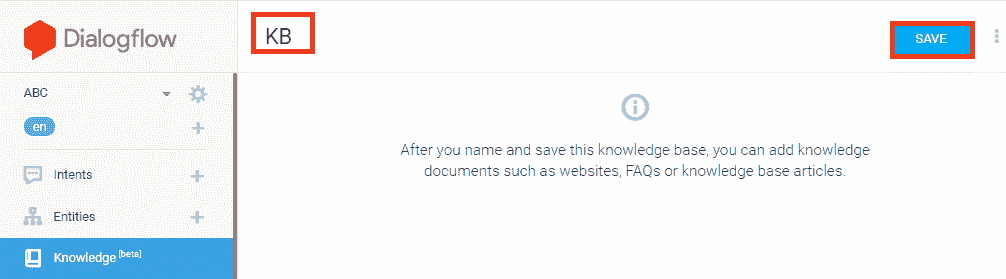 Dialogflow
KB
SAVE
ABC
en
After you name and save this knowledge base, you can add knowledge
documents such as websites, FAQs or knowledge base articles.
Intents
Entities
Knowledge [beta]